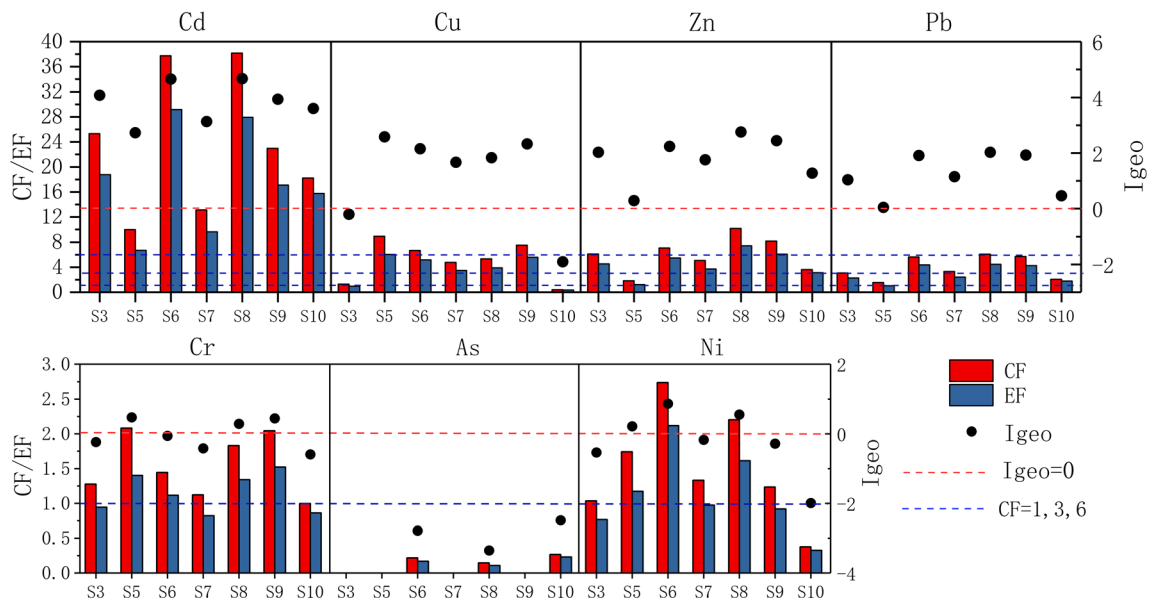 Cd Cu Zn Pb
CF/EF
40
36
32
28
24
20
16
12
8
4
0
6
4
2
0
−2
Igeo
S3 S5 S6 S7 S8 S9 S10 S3 S5 S6 S7 S8 S9 S10 S3 S5 S6 S7 S8 S9 S10 S3 S5 S6 S7 S8 S9 S10
Cr As Ni
CF/EF
3.0
2.5
2.0
1.5
1.0
0.5
0.0
2
0
-2
-4
Igeo
S3 S5 S6 S7 S8 S9 S10 S3 S5 S6 S7 S8 S9 S10 S3 S5 S6 S7 S8 S9 S10
CF
EF
Igeo
Igeo=0
CF=1,3,6